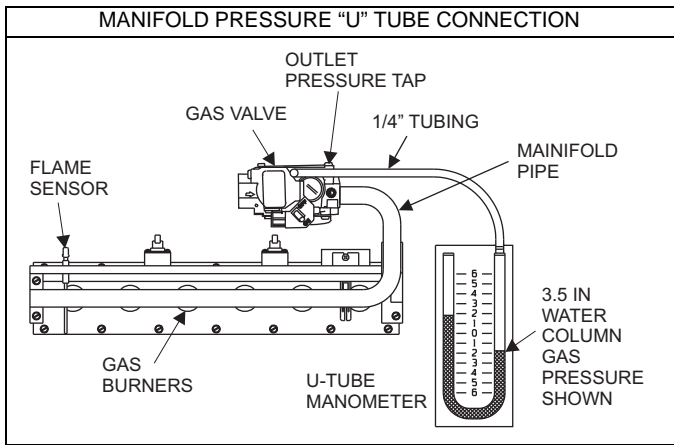 MANIFOLD PRESSURE “U” TUBE CONNECTION
OUTLET
PRESSURE TAP
GAS VALVE
1/4” TUBING
MAINIFOLD
PIPE
FLAME
SENSOR
GAS
BURNERS
U-TUBE
MANOMETER
6
5
4
3
2
1
0
1
2
3
4
5
6
3.5 IN
WATER
COLUMN
GAS
PRESSURE
SHOWN